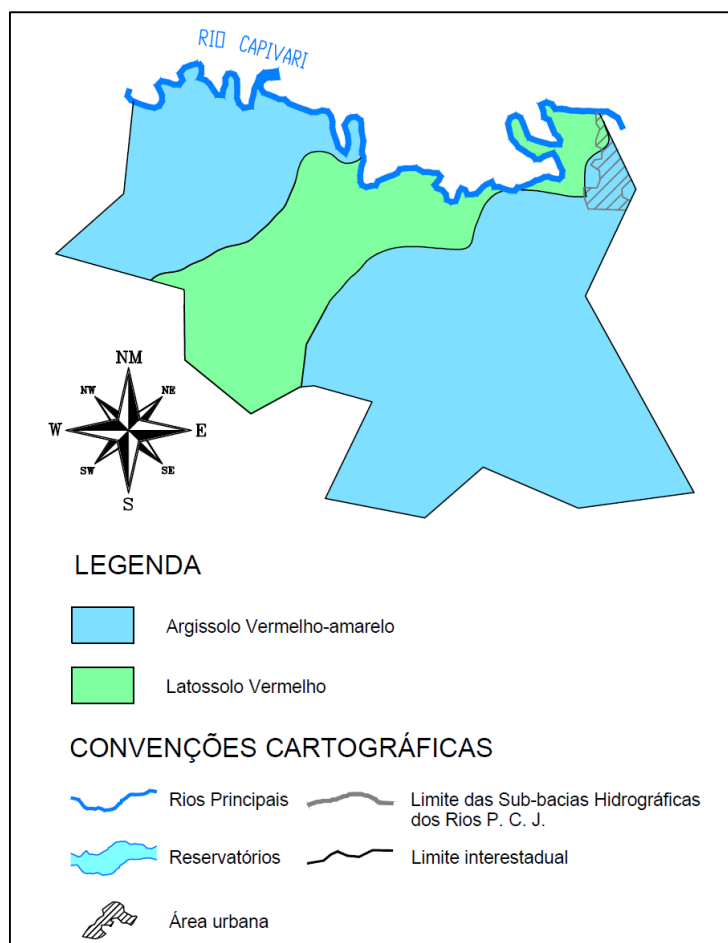 RIO CAPIVARI
NM
NW
NE
W
E
SW
SE
S
LEGENDA
Argissolo Vermelho-amarelo
Latossolo Vermelho
CONVENÇÕES CARTOGRÁFICAS
Rios Principais
Limite das Sub-bacias Hidrográficas
dos Rios P. C. J.
Reservatórios
Limite interestadual
Área urbana